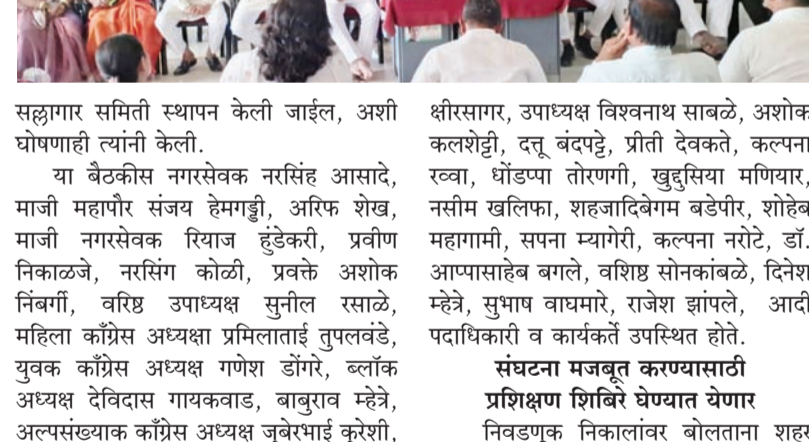 सल्लागार समिती स्थापन केली जाईल, अशी
घोषणाही त्यांनी केली.
या बैठकीस नगरसेवक नरसिंह आसादे,
माजी महापौर संजय हेमगड्डी, अरिफ शेख,
माजी नगरसेवक रियाज हुंडेकरी, प्रवीण
निकाळजे, नरसिंग कोळी, प्रवक्ते अशोक
निंबर्गी, वरिष्ठ उपाध्यक्ष सुनील रसाळे,
महिला काँग्रेस अध्यक्षा प्रमिलाताई तुपलवंडे,
युवक काँग्रेस अध्यक्ष गणेश डोंगरे, ब्लॉक
अध्यक्ष देविदास गायकवाड, बाबुराव म्हेत्रे,
अल्पसंख्याक काँग्रेस अध्यक्ष जुबेरभाई कुरेशी,
क्षीरसागर, उपाध्यक्ष विश्वनाथ साबळे, अशोक
कलशेट्टी, दत्तू बंदपट्टे, प्रीती देवकते, कल्पना
रव्वा, धोंडप्पा तोरणगी, खुद्दुसिया मणियार,
नसीम खलिफा, शहजादिबेगम बडेपीर, शोहेब
महागामी, सपना म्यागेरी, कल्पना नरोटे, डॉ.
आप्पासाहेब बगले, वशिष्ठ सोनकांबळे, दिनेश
म्हेत्रे, सुभाष वाघमारे, राजेश झांपले, आदी
पदाधिकारी व कार्यकर्ते उपस्थित होते.
संघटना मजबूत करण्यासाठी
प्रशिक्षण शिबिरे घेण्यात येणार
निवडणूक निकालांवर बोलताना शहर